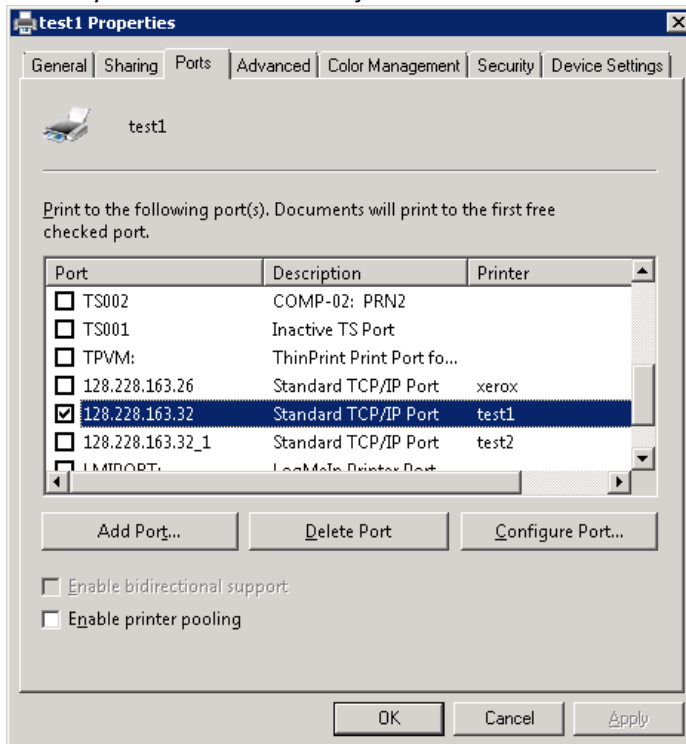 test1 Properties
General Sharing Ports Advanced Color Management Security Device Settings
test1
Print to the following port(s). Documents will print to the first free
checked port.
Port Description Printer
TS002 COMP-02: PRN2
TS001 Inactive TS Port
TPVM: ThinPrint Print Port fo...
128.228.163.26 Standard TCP/IP Port xerox
128.228.163.32 Standard TCP/IP Port test1
128.228.163.32_1 Standard TCP/IP Port test2
LMIPORT: LogMeIn Printer Port
Add Port... Delete Port Configure Port...
Enable bidirectional support
Enable printer pooling
OK Cancel Apply